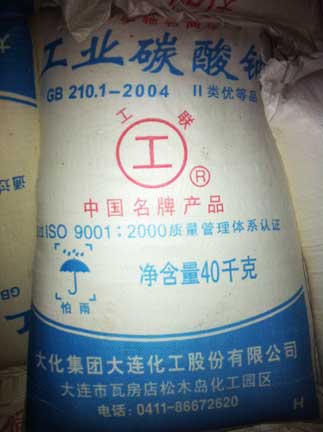 工业碳酸钠
GB 210.1-2004 II类优等品
工联
工
®
中国名牌产品
ISO 9001:2000质量管理体系认证
怕雨
净含量40千克
大化集团大连化工股份有限公司
大连市瓦房店松木岛化工园区
电话:0411-86672620
H
通过
GB